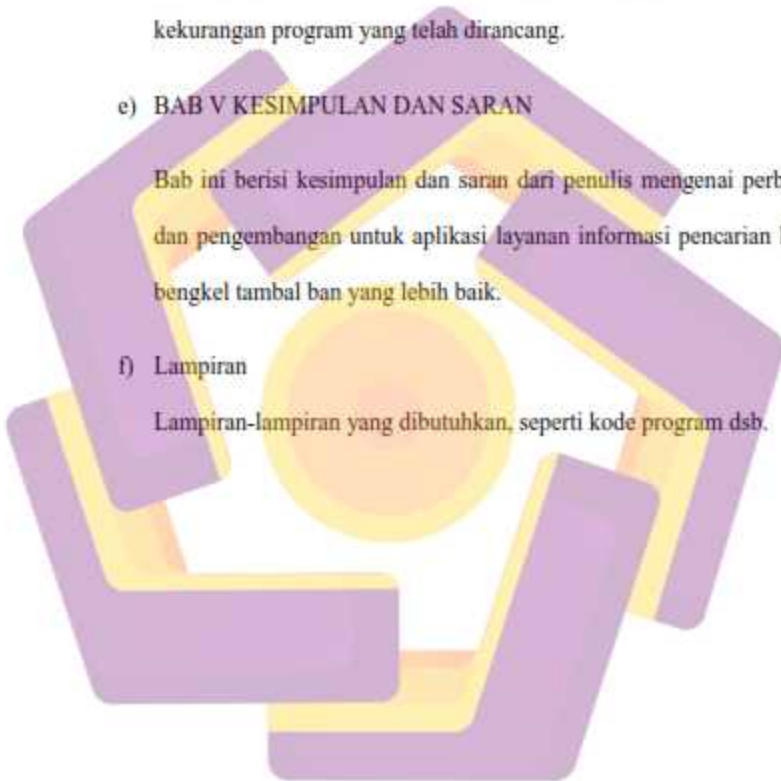 kekurangan program yang telah dirancang.
e) BAB V KESIMPULAN DAN SARAN
Bab ini berisi kesimpulan dan saran dari penulis mengenai
dan pengembangan untuk aplikasi layanan informasi pencarian
bengkel tambal ban yang lebih baik.
f) Lampiran
Lampiran-lampiran yang dibutuhkan, seperti kode program dsb.